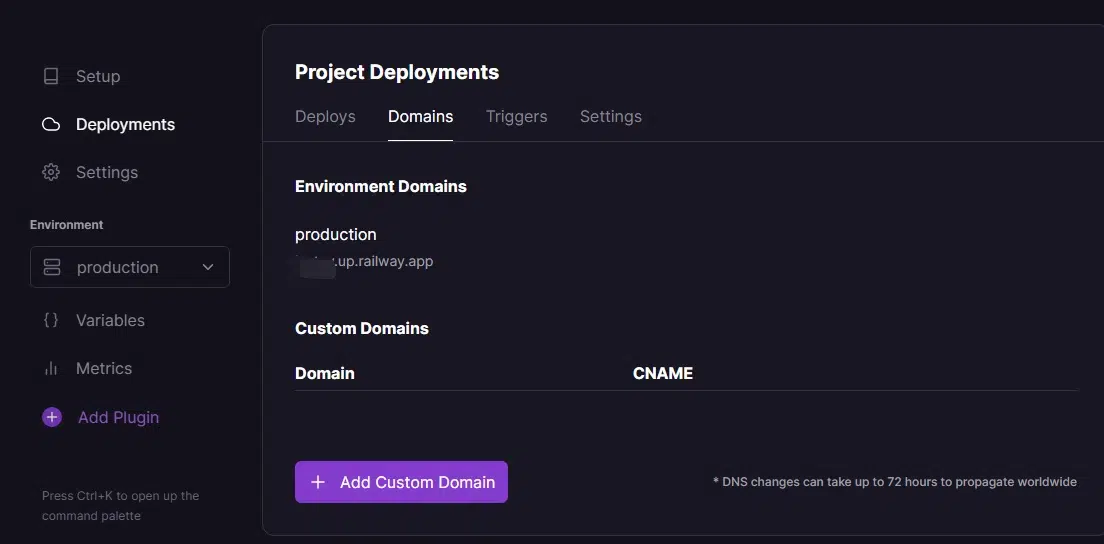 Setup
Deployments
Settings
Environment
production
Variables
Metrics
Add Plugin
Press Ctrl+K to open up the
command palette
Project Deployments
Deploys Domains Triggers Settings
Environment Domains
production
.up.railway.app
Custom Domains
Domain CNAME
+ Add Custom Domain
* DNS changes can take up to 72 hours to propagate worldwide